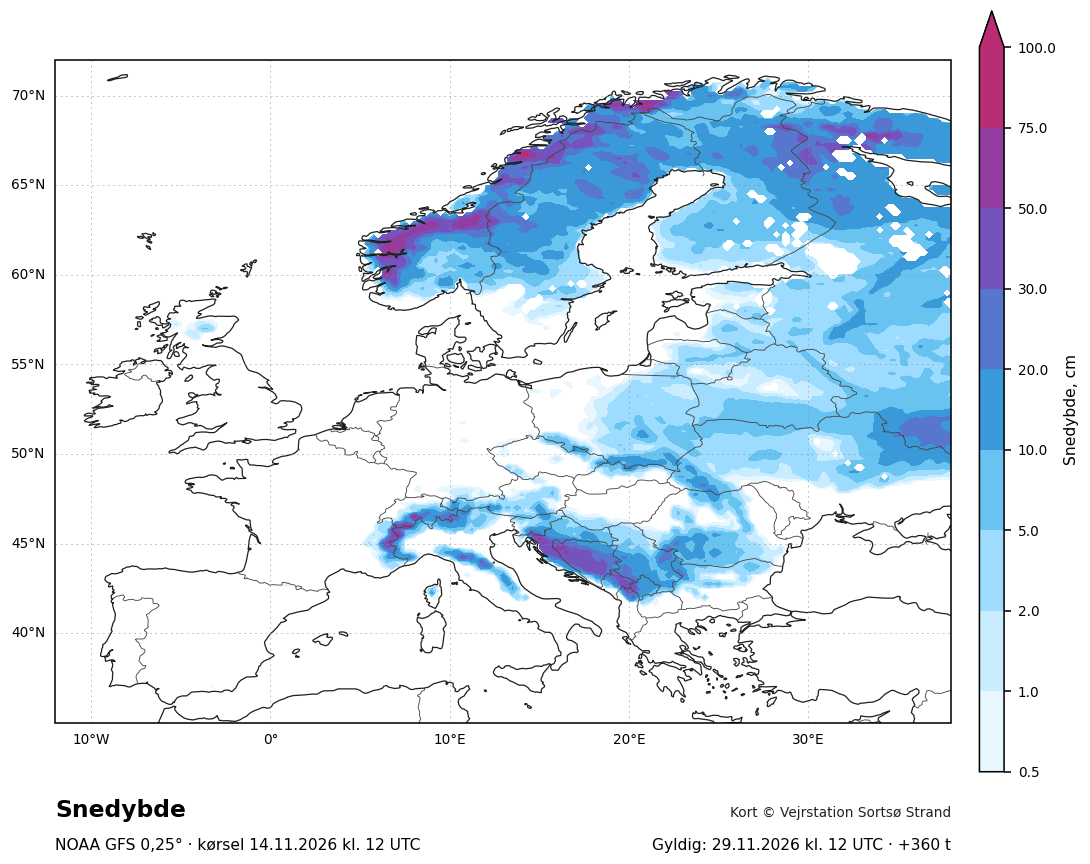 100.0
70°N
75.0
65°N
50.0
60°N
30.0
55°N
20.0
Snedybde, cm
50°N
10.0
45°N
5.0
40°N
2.0
1.0
10°W 0° 10°E 20°E 30°E
0.5
Snedybde
Kort © Vejrstation Sortsø Strand
NOAA GFS 0,25° · kørsel 14.11.2026 kl. 12 UTC
Gyldig: 29.11.2026 kl. 12 UTC · +360 t